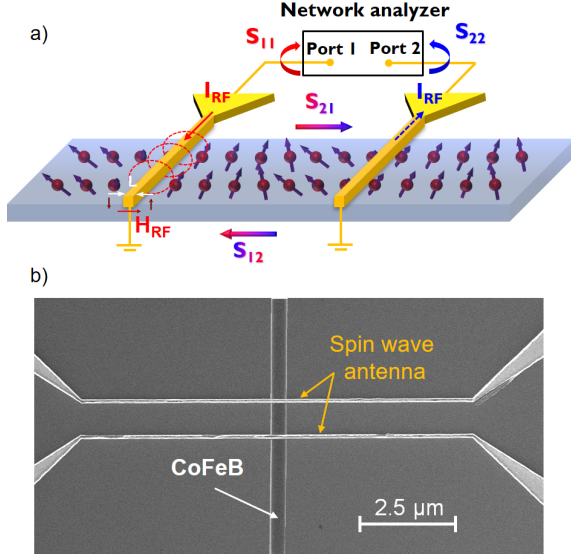 Network analyzer
a)
S11
Port 1 Port 2
S22
IRF
IRF
S21
HRF
S12
b)
Spin wave
antenna
CoFeB
2.5 μm